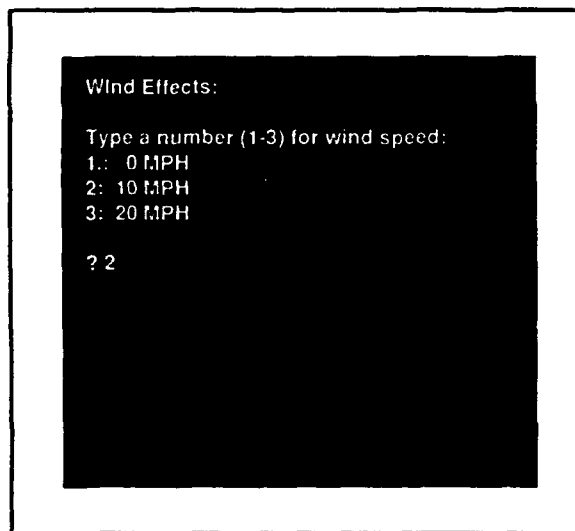 Wind Effects:
Type a number (1-3) for wind speed:
1.: 0 MPH
2: 10 MPH
3: 20 MPH
? 2